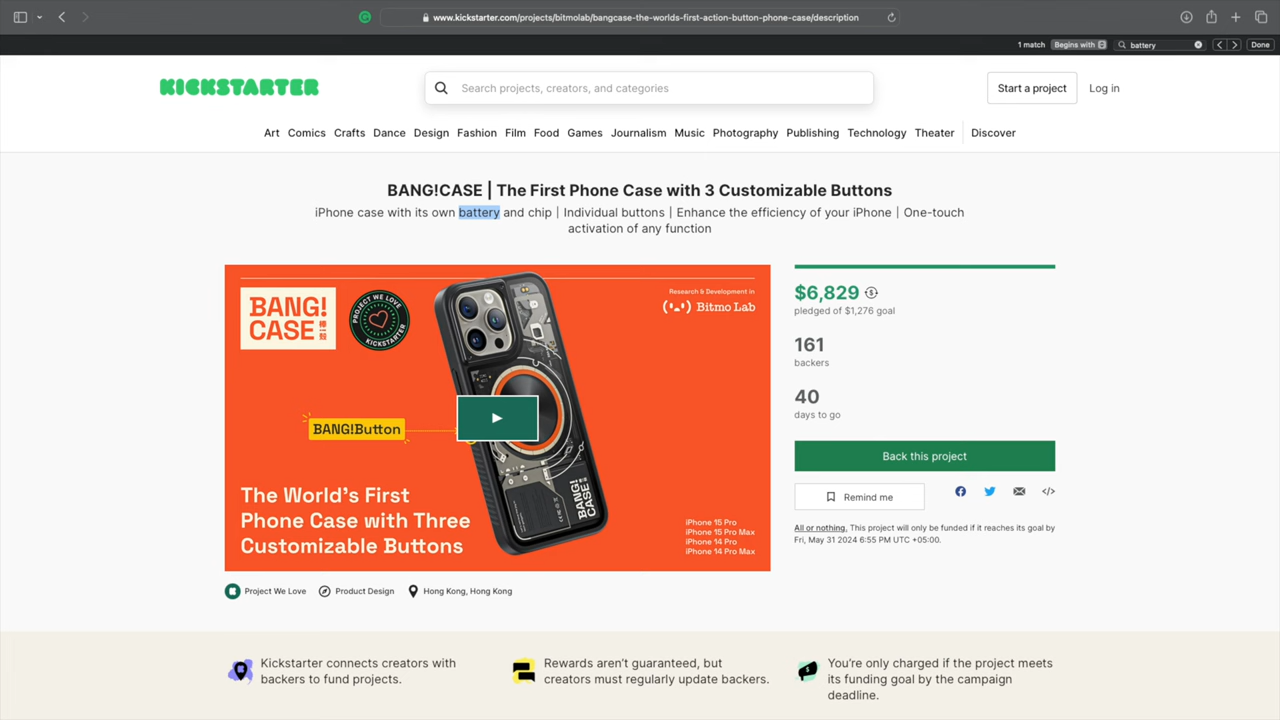 www.kickstarter.com/projects/bitmolab/bangcase-the-worlds-first-action-button-phone-case/description
1 match Begins with battery Done
KICKSTARTER
Search projects, creators, and categories
Start a project
Log in
Art Comics Crafts Dance Design Fashion Film Food Games Journalism Music Photography Publishing Technology Theater Discover
BANG!CASE | The First Phone Case with 3 Customizable Buttons
iPhone case with its own battery and chip | Individual buttons | Enhance the efficiency of your iPhone | One-touch
activation of any function
BANG!
CASE
PROJECT WE LOVE
KICKSTARTER
Research & Development in
Bitmo Lab
BANG!Button
The World's First
Phone Case with Three
Customizable Buttons
BANG!
CASE
iPhone 15 Pro
iPhone 15 Pro Max
iPhone 14 Pro
iPhone 14 Pro Max
$6,829
pledged of $1,276 goal
161
backers
40
days to go
Back this project
Remind me
All or nothing. This project will only be funded if it reaches its goal by
Fri, May 31 2024 6:55 PM UTC +05:00.
Project We Love
Product Design
Hong Kong, Hong Kong
Kickstarter connects creators with
backers to fund projects.
Rewards aren't guaranteed, but
creators must regularly update backers.
You're only charged if the project meets
its funding goal by the campaign
deadline.